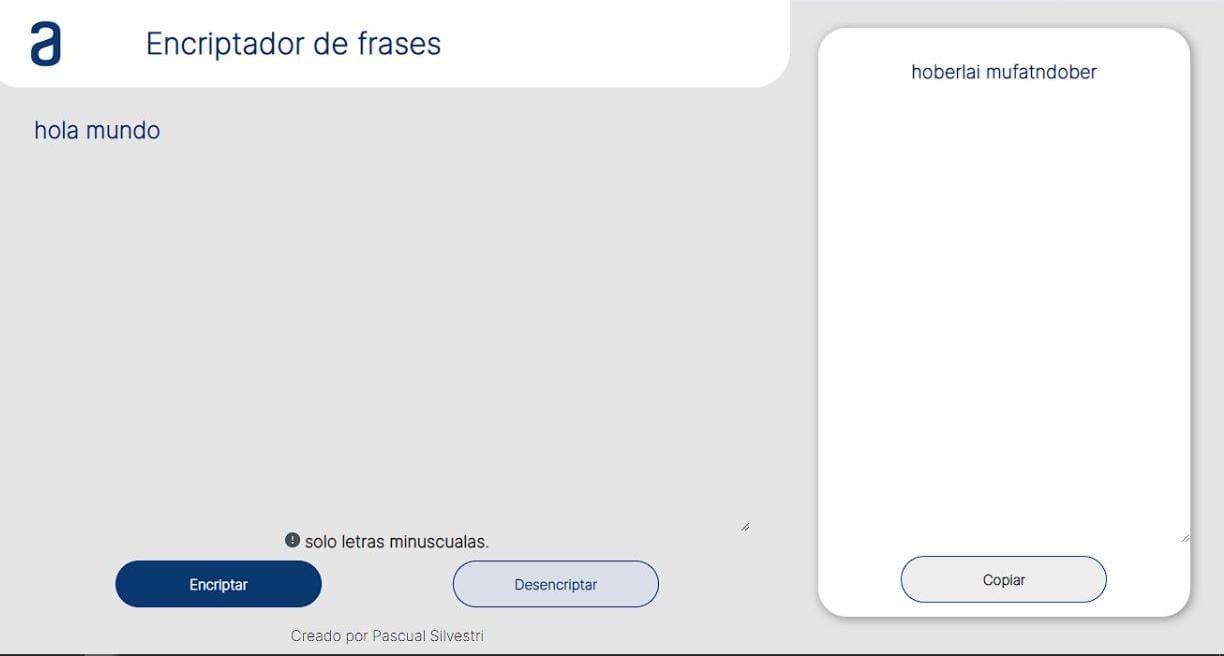 a
Encriptador de frases
hola mundo
solo letras minuscualas.
Encriptar
Desencriptar
Creado por Pascual Silvestri
hoberlai mufatndober
Copiar